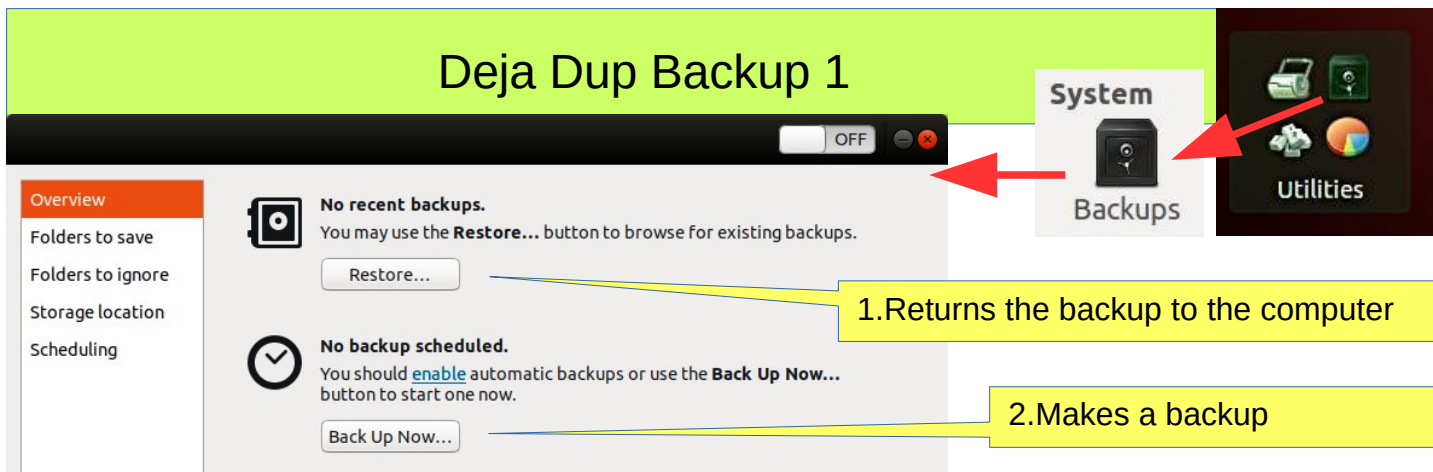 Deja Dup Backup 1
System
Backups
Utilities
OFF
Overview
Folders to save
Folders to ignore
Storage location
Scheduling
No recent backups.
You may use the Restore... button to browse for existing backups.
Restore...
1.Returns the backup to the computer
No backup scheduled.
You should enable automatic backups or use the Back Up Now...
button to start one now.
Back Up Now...
2.Makes a backup